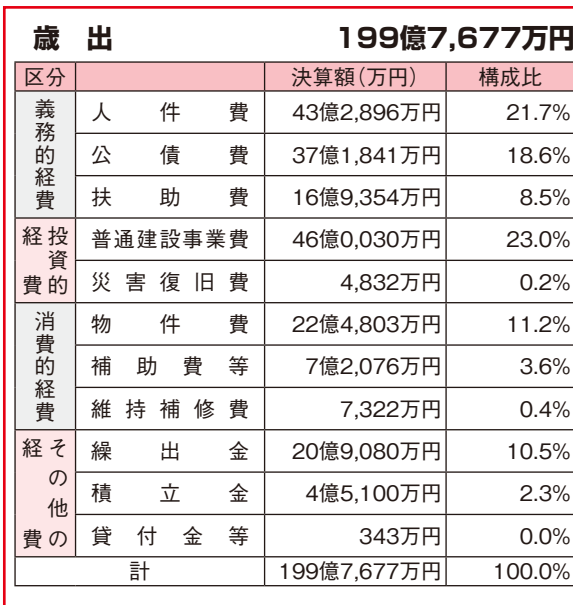 歳出 199億7,677万円
区分 決算額（万円） 構成比
義務的経費
人件費 43億2,896万円 21.7%
公債費 37億1,841万円 18.6%
扶助費 16億9,354万円 8.5%
投資的経費
普通建設事業費 46億0,030万円 23.0%
災害復旧費 4,832万円 0.2%
消費的経費
物件費 22億4,803万円 11.2%
補助費等 7億2,076万円 3.6%
維持補修費 7,322万円 0.4%
その他の経費
繰出金 20億9,080万円 10.5%
積立金 4億5,100万円 2.3%
貸付金等 343万円 0.0%
計 199億7,677万円 100.0%